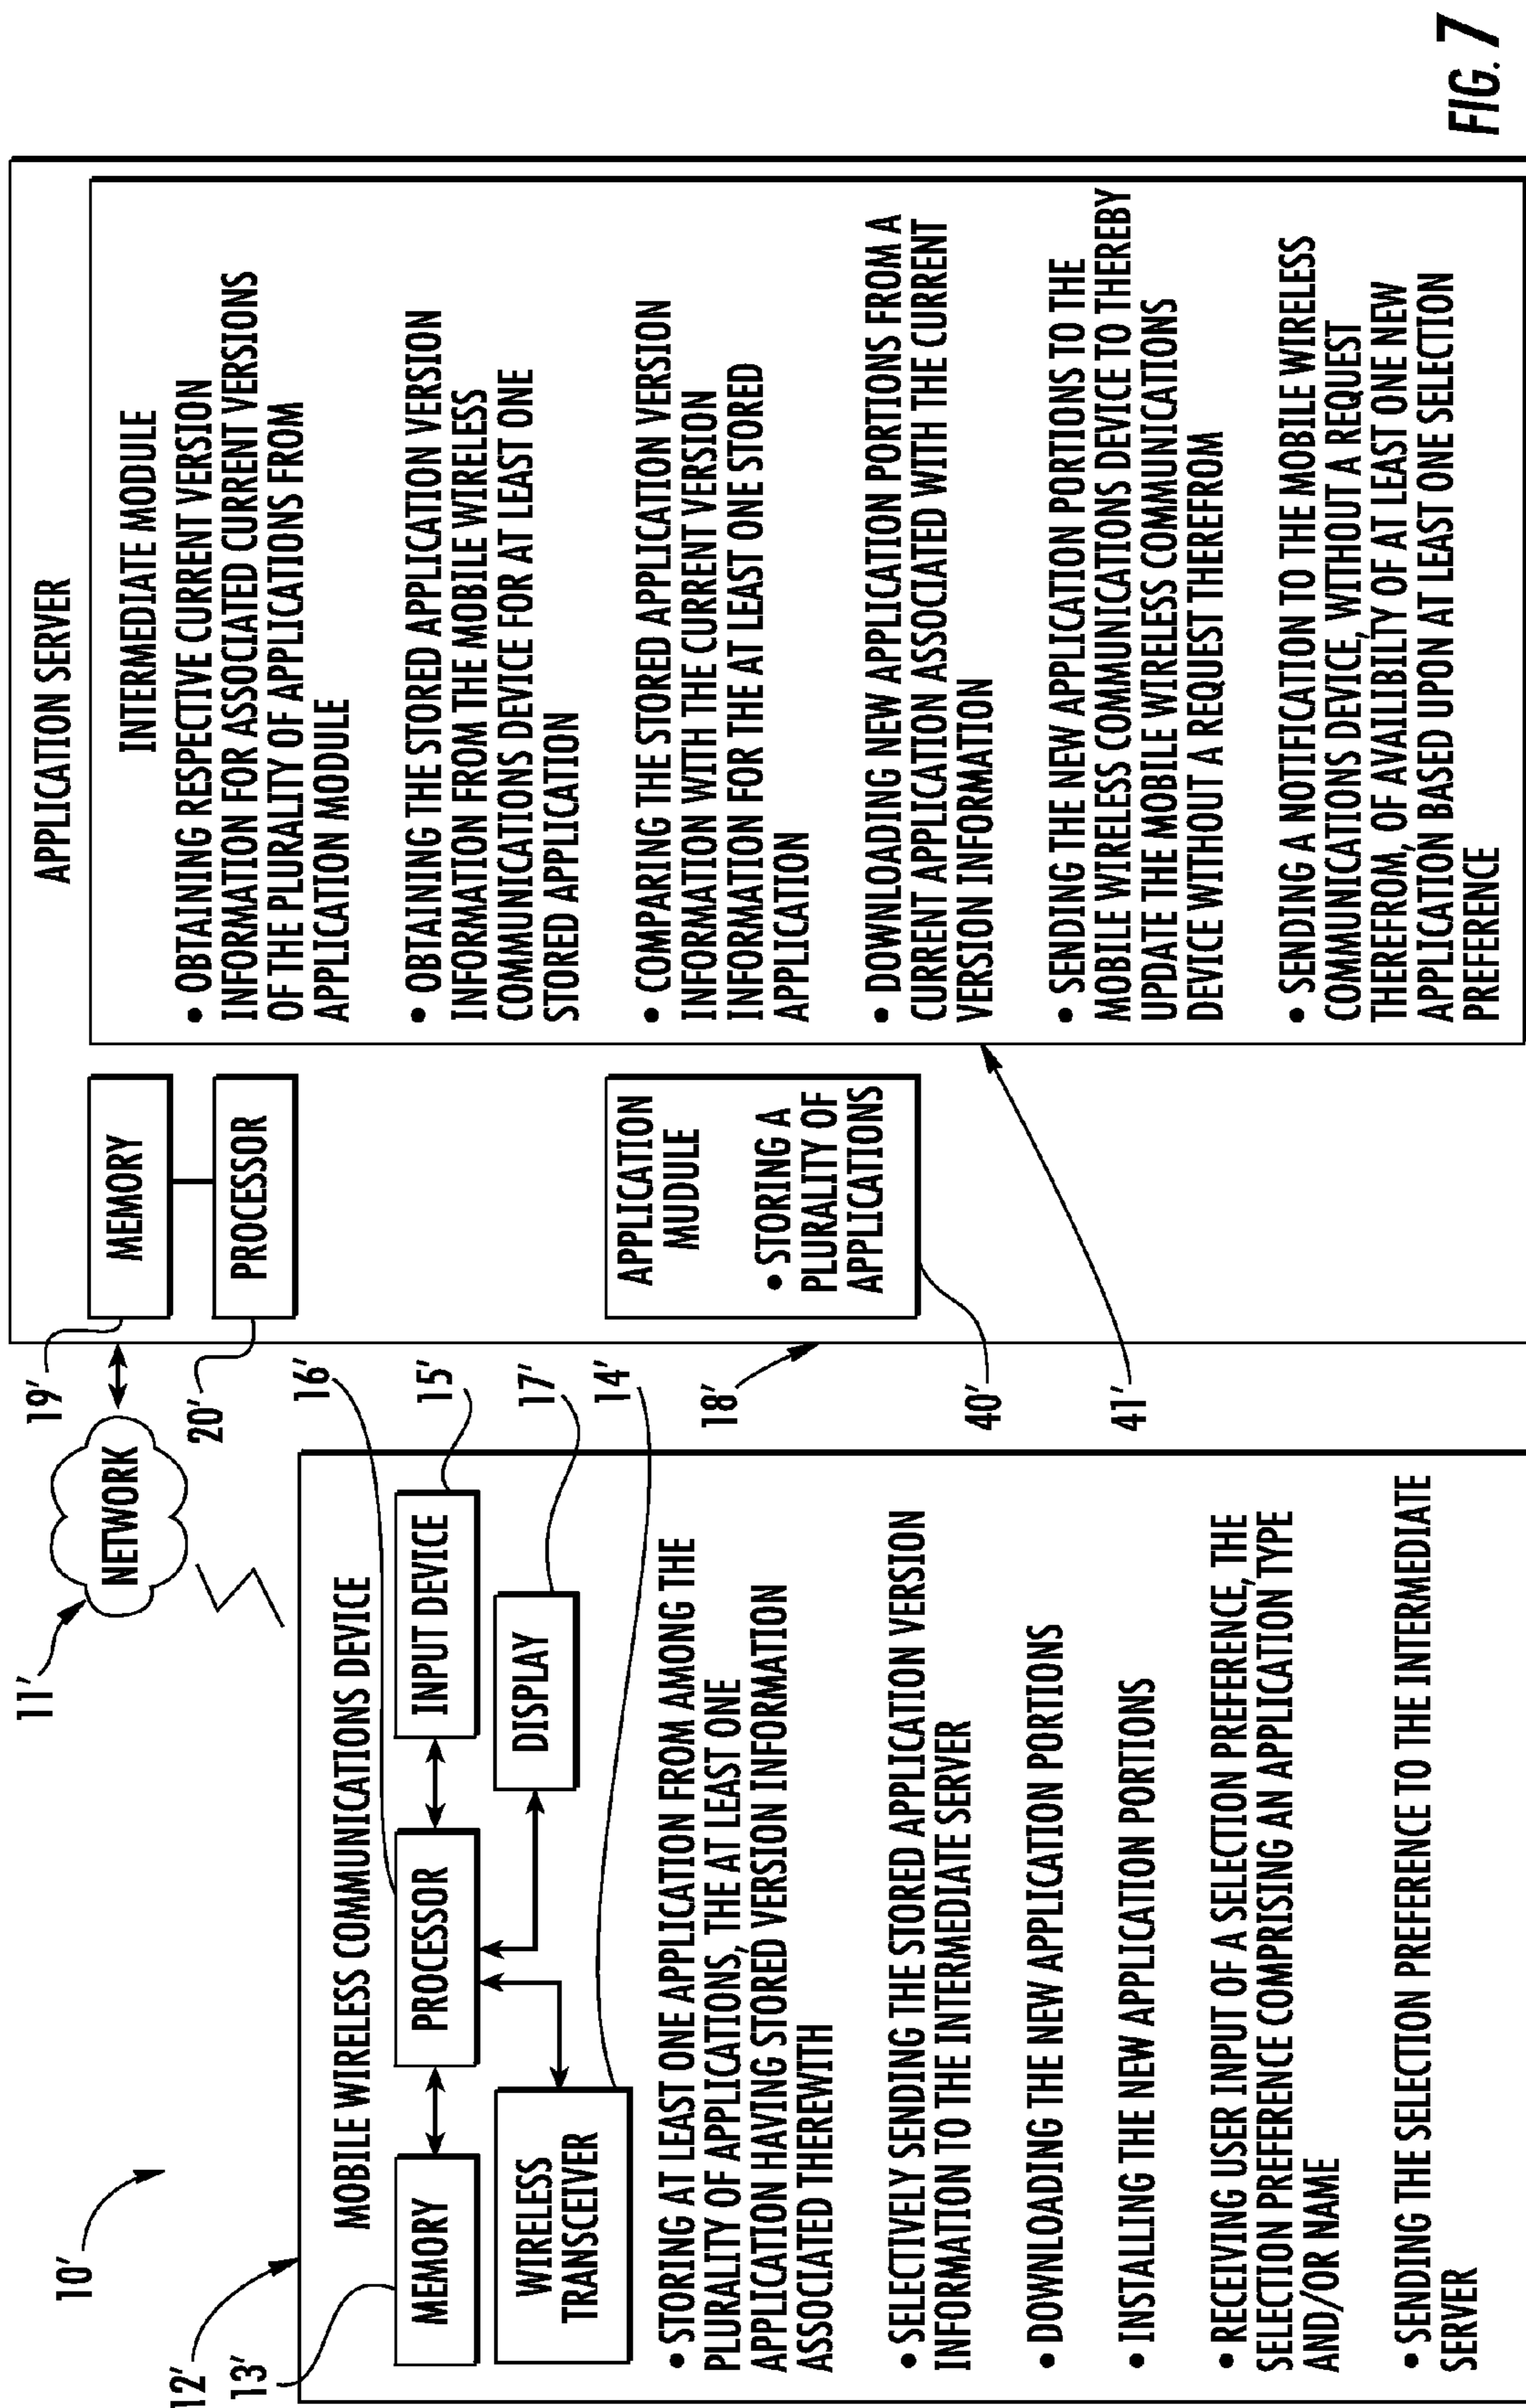 10'
11'
NETWORK
12'
MOBILE WIRELESS COMMUNICATIONS DEVICE
13'
MEMORY
PROCESSOR
16'
INPUT DEVICE
15'
WIRELESS
TRANSCEIVER
14'
DISPLAY
17'
• STORING AT LEAST ONE APPLICATION FROM AMONG THE
PLURALITY OF APPLICATIONS, THE AT LEAST ONE
APPLICATION HAVING STORED VERSION INFORMATION
ASSOCIATED THEREWITH
• SELECTIVELY SENDING THE STORED APPLICATION VERSION
INFORMATION TO THE INTERMEDIATE SERVER
• DOWNLOADING THE NEW APPLICATION PORTIONS
• INSTALLING THE NEW APPLICATION PORTIONS
• RECEIVING USER INPUT OF A SELECTION PREFERENCE, THE
SELECTION PREFERENCE COMPRISING AN APPLICATION TYPE
AND/OR NAME
• SENDING THE SELECTION PREFERENCE TO THE INTERMEDIATE
SERVER
18'
APPLICATION SERVER
19'
MEMORY
20'
PROCESSOR
40'
APPLICATION
MUDULE
• STORING A
PLURALITY OF
APPLICATIONS
41'
INTERMEDIATE MODULE
• OBTAINING RESPECTIVE CURRENT VERSION
INFORMATION FOR ASSOCIATED CURRENT VERSIONS
OF THE PLURALITY OF APPLICATIONS FROM
APPLICATION MODULE
• OBTAINING THE STORED APPLICATION VERSION
INFORMATION FROM THE MOBILE WIRELESS
COMMUNICATIONS DEVICE FOR AT LEAST ONE
STORED APPLICATION
• COMPARING THE STORED APPLICATION VERSION
INFORMATION WITH THE CURRENT VERSION
INFORMATION FOR THE AT LEAST ONE STORED
APPLICATION
• DOWNLOADING NEW APPLICATION PORTIONS FROM A
CURRENT APPLICATION ASSOCIATED WITH THE CURRENT
VERSION INFORMATION
• SENDING THE NEW APPLICATION PORTIONS TO THE
MOBILE WIRELESS COMMUNICATIONS DEVICE TO THEREBY
UPDATE THE MOBILE WIRELESS COMMUNICATIONS
DEVICE WITHOUT A REQUEST THEREFROM
• SENDING A NOTIFICATION TO THE MOBILE WIRELESS
COMMUNICATIONS DEVICE, WITHOUT A REQUEST
THEREFROM, OF AVAILIBILTY OF AT LEAST ONE NEW
APPLICATION BASED UPON AT LEAST ONE SELECTION
PREFERENCE
FIG. 7